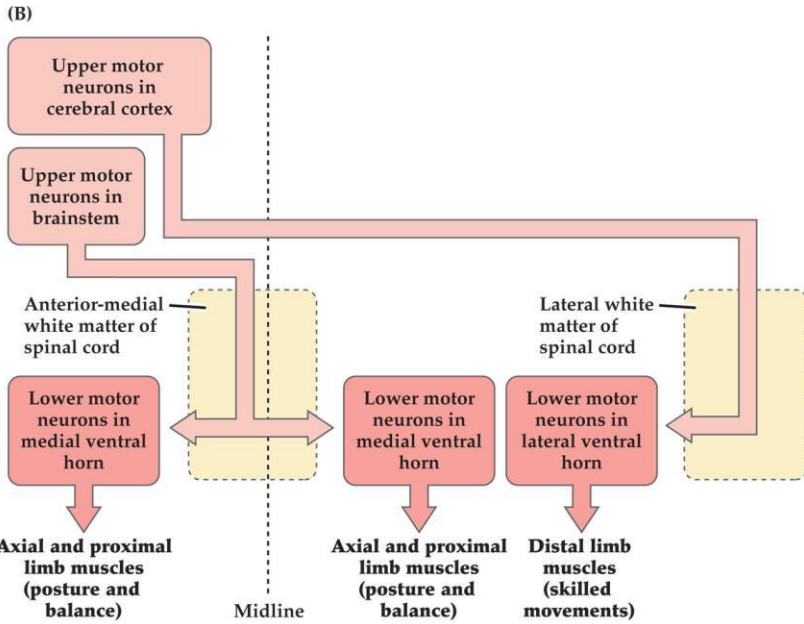 (B)
Upper motor
neurons in
cerebral cortex
Upper motor
neurons in
brainstem
Anterior-medial
white matter of
spinal cord
Lateral white
matter of
spinal cord
Lower motor
neurons in
medial ventral
horn
Lower motor
neurons in
medial ventral
horn
Lower motor
neurons in
lateral ventral
horn
Axial and proximal
limb muscles
(posture and
balance)
Midline
Axial and proximal
limb muscles
(posture and
balance)
Distal limb
muscles
(skilled
movements)